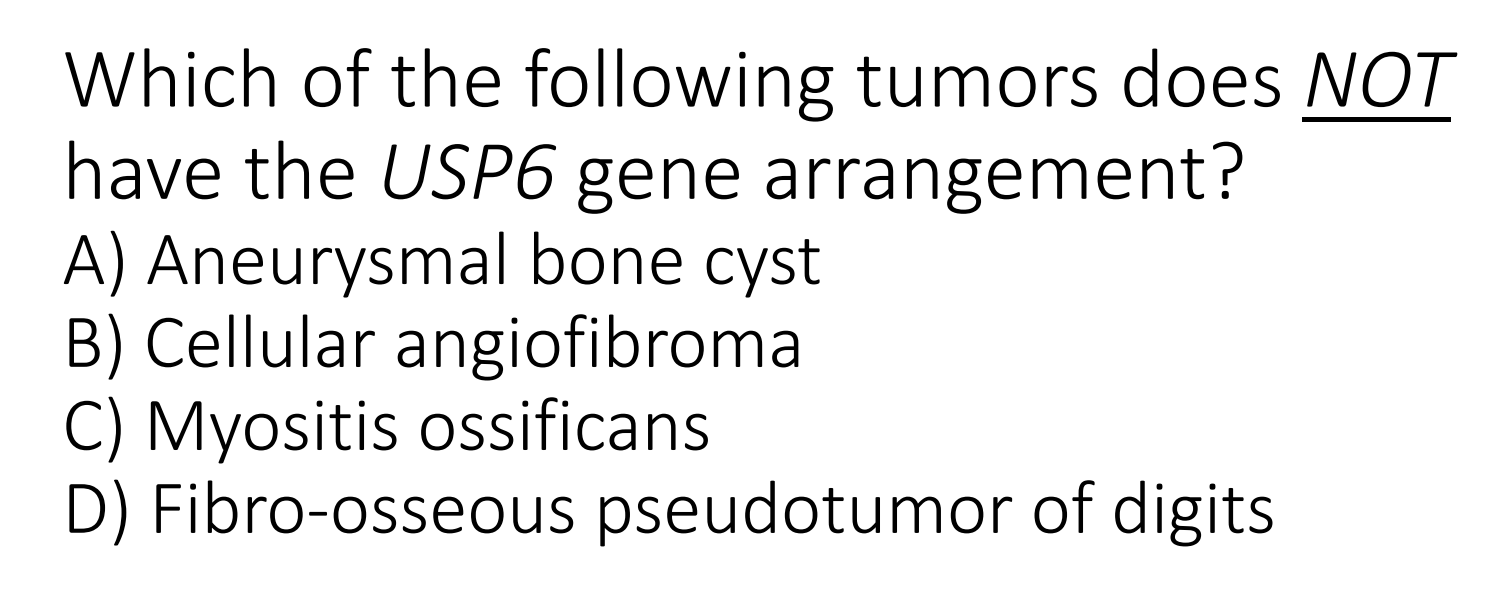 Which of the following tumors does NOT
have the USP6 gene arrangement?
A) Aneurysmal bone cyst
B) Cellular angiofibroma
C) Myositis ossificans
D) Fibro-osseous pseudotumor of digits